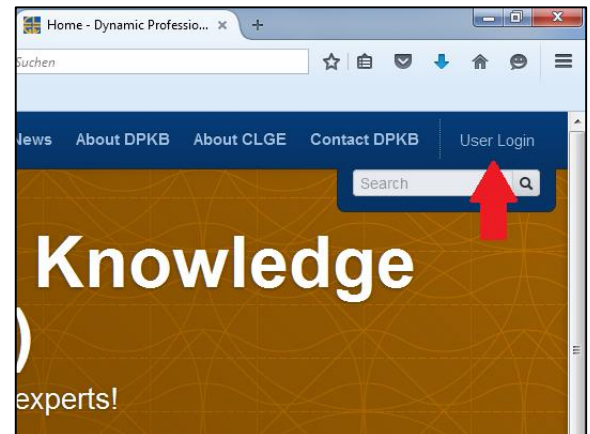 Home - Dynamic Professio... × +
Suchen
News About DPKB About CLGE Contact DPKB User Login
Search
Knowledge
)
experts!